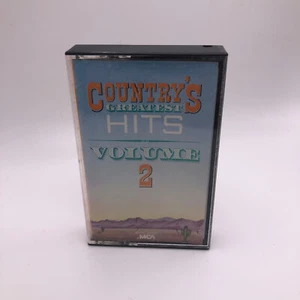 COUNTRY'S
GREATEST
HITS
VOLUME
2
MCA